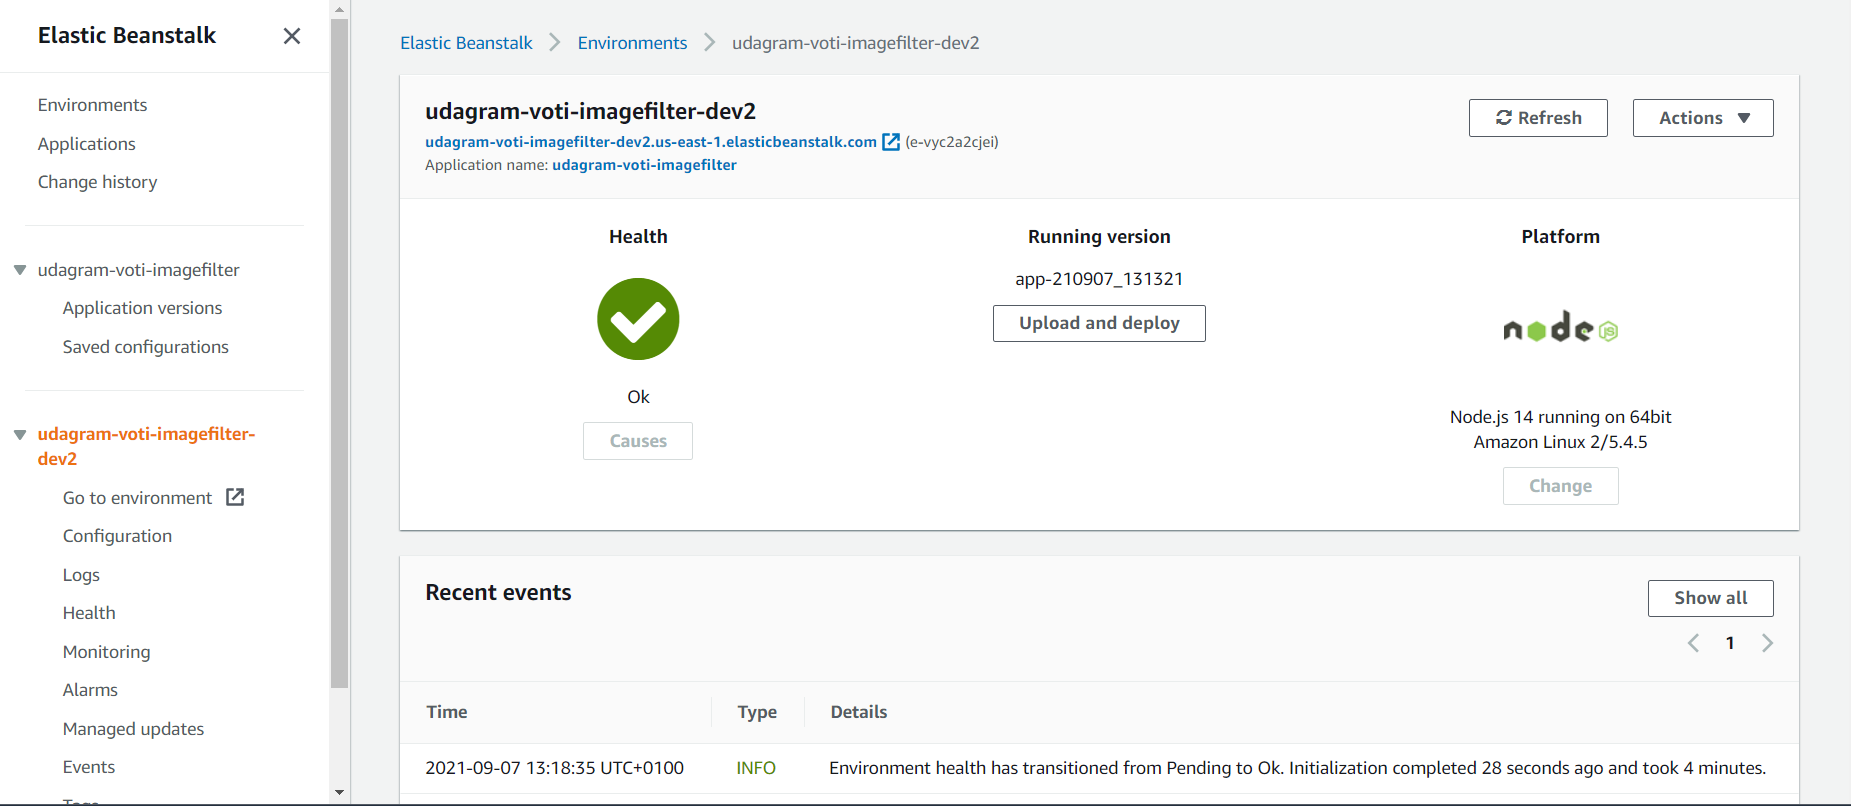 Elastic Beanstalk
Environments
Applications
Change history
udagram-voti-imagefilter
Application versions
Saved configurations
udagram-voti-imagefilter-
dev2
Go to environment
Configuration
Logs
Health
Monitoring
Alarms
Managed updates
Events
Tags
Elastic Beanstalk > Environments > udagram-voti-imagefilter-dev2
udagram-voti-imagefilter-dev2
udagram-voti-imagefilter-dev2.us-east-1.elasticbeanstalk.com (e-vyc2a2cjei)
Application name: udagram-voti-imagefilter
Refresh
Actions
Health
Ok
Causes
Running version
app-210907_131321
Upload and deploy
Platform
node JS
Node.js 14 running on 64bit
Amazon Linux 2/5.4.5
Change
Recent events
Show all
1
Time Type Details
2021-09-07 13:18:35 UTC+0100 INFO Environment health has transitioned from Pending to Ok. Initialization completed 28 seconds ago and took 4 minutes.